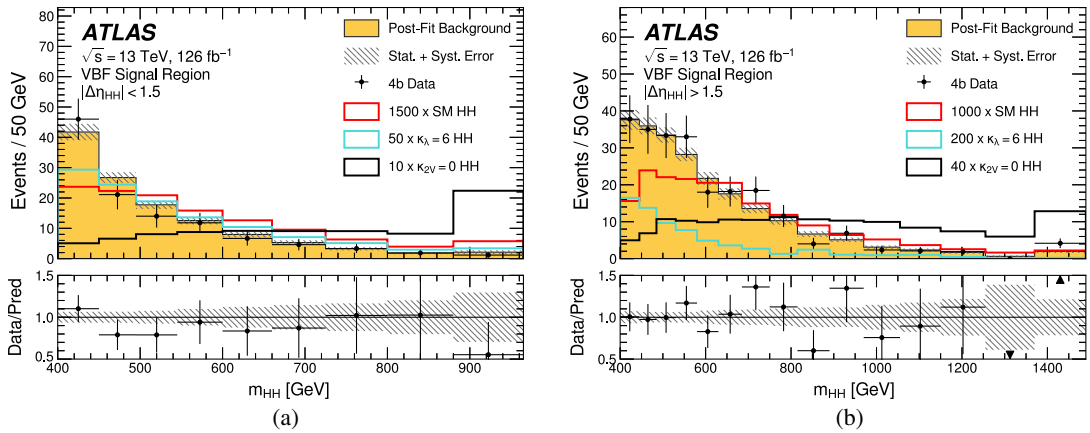 ATLAS
√s = 13 TeV, 126 fb⁻¹
VBF Signal Region
|Δη_HH| < 1.5
Post-Fit Background
Stat. + Syst. Error
4b Data
1500 x SM HH
50 x κ_λ = 6 HH
10 x κ_2V = 0 HH
Events / 50 GeV
80
70
60
50
40
30
20
10
0
Data/Pred
1.5
1.0
0.5
400 500 600 700 800 900
m_HH [GeV]
(a)
ATLAS
√s = 13 TeV, 126 fb⁻¹
VBF Signal Region
|Δη_HH| > 1.5
Post-Fit Background
Stat. + Syst. Error
4b Data
1000 x SM HH
200 x κ_λ = 6 HH
40 x κ_2V = 0 HH
Events / 50 GeV
60
50
40
30
20
10
0
Data/Pred
1.5
1.0
0.5
400 600 800 1000 1200 1400
m_HH [GeV]
(b)